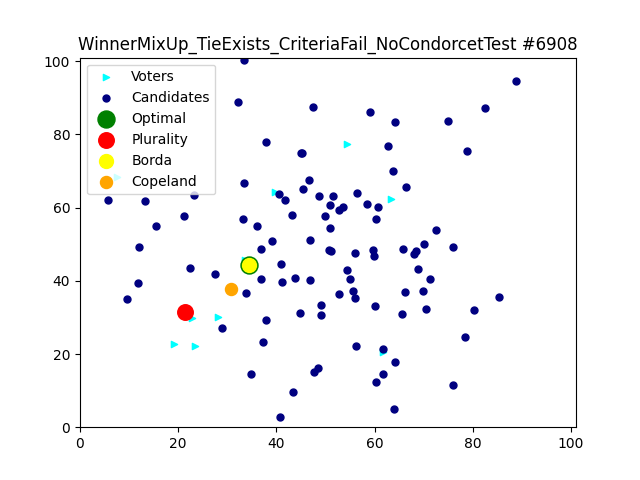 WinnerMixUp_TieExists_CriteriaFail_NoCondorcetTest #6908
100
80
60
40
20
0
Voters
Candidates
Optimal
Plurality
Borda
Copeland
0 20 40 60 80 100